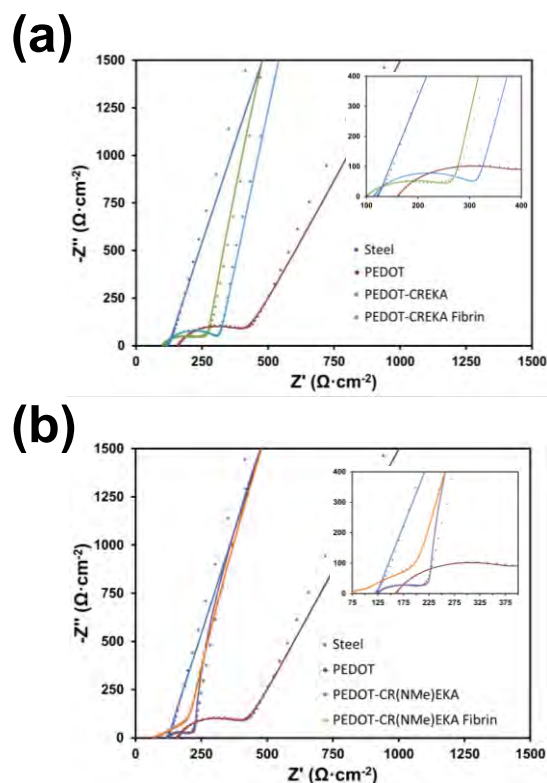 (a)
1500
1250
1000
750
500
250
0
-Z'' (Ω·cm⁻²)
0 250 500 750 1000 1250 1500
Z' (Ω·cm⁻²)
400
300
200
100
0
100 200 300 400
Steel
PEDOT
PEDOT-CREKA
PEDOT-CREKA Fibrin
(b)
1500
1250
1000
750
500
250
0
-Z'' (Ω·cm⁻²)
0 250 500 750 1000 1250 1500
Z' (Ω·cm⁻²)
400
300
200
100
0
75 125 175 225 275 325 375
Steel
PEDOT
PEDOT-CR(NMe)EKA
PEDOT-CR(NMe)EKA Fibrin